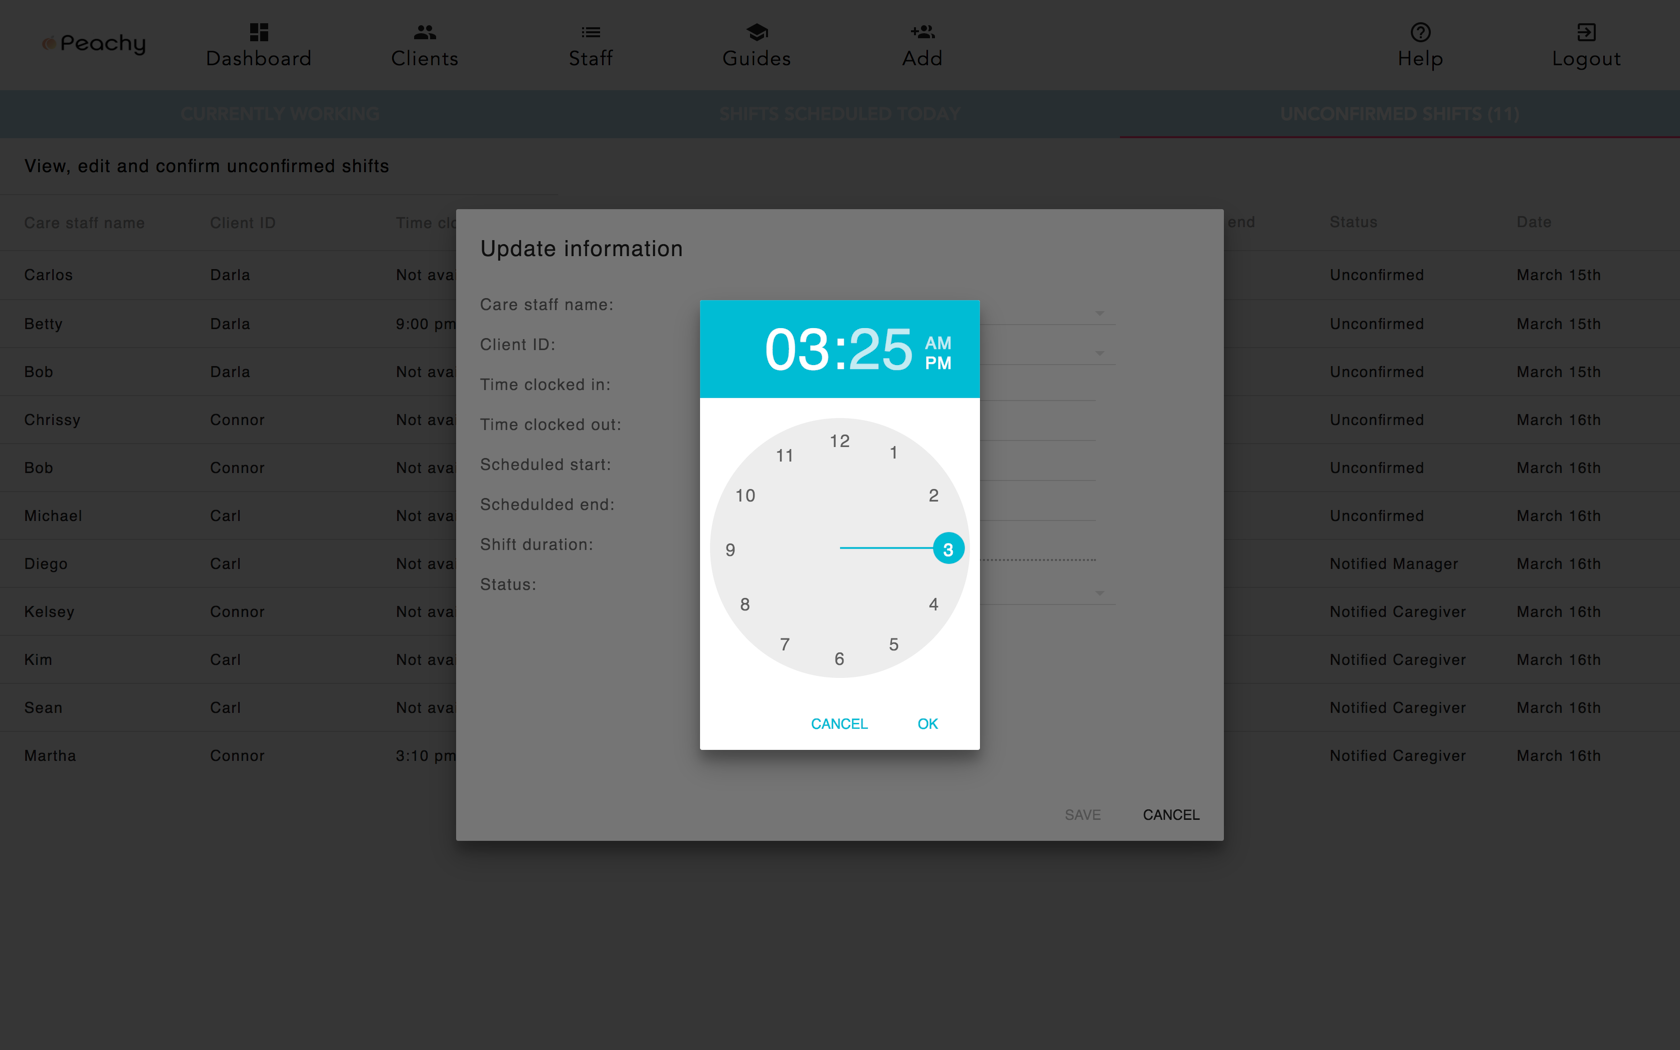 Peachy
Dashboard
Clients
Staff
Guides
Add
Help
Logout
CURRENTLY WORKING
SHIFTS SCHEDULED TODAY
UNCONFIRMED SHIFTS (11)
View, edit and confirm unconfirmed shifts
Care staff name Client ID Time clo end Status Date
Carlos Darla Not ava Unconfirmed March 15th
Betty Darla 9:00 pm Unconfirmed March 15th
Bob Darla Not ava Unconfirmed March 15th
Chrissy Connor Not ava Unconfirmed March 16th
Bob Connor Not ava Unconfirmed March 16th
Michael Carl Not ava Unconfirmed March 16th
Diego Carl Not ava Notified Manager March 16th
Kelsey Connor Not ava Notified Caregiver March 16th
Kim Carl Not ava Notified Caregiver March 16th
Sean Carl Not ava Notified Caregiver March 16th
Martha Connor 3:10 pm Notified Caregiver March 16th
Update information
Care staff name:
Client ID:
Time clocked in:
Time clocked out:
Scheduled start:
Schedulded end:
Shift duration:
Status:
SAVE CANCEL
03:25 AM
PM
12
11 1
10 2
9 3
8 4
7 5
6
CANCEL OK